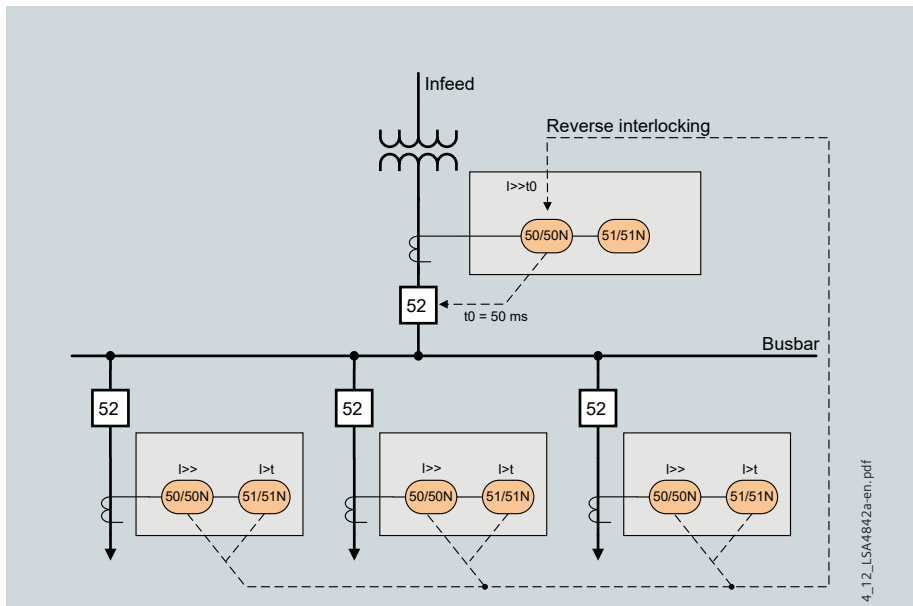 Infeed
Reverse interlocking
I>>t0
50/50N
51/51N
52
t0 = 50 ms
Busbar
52
52
52
I>>
I>t
I>>
I>t
I>>
I>t
50/50N
51/51N
50/50N
51/51N
50/50N
51/51N
4_12_LSA4842a-en.pdf